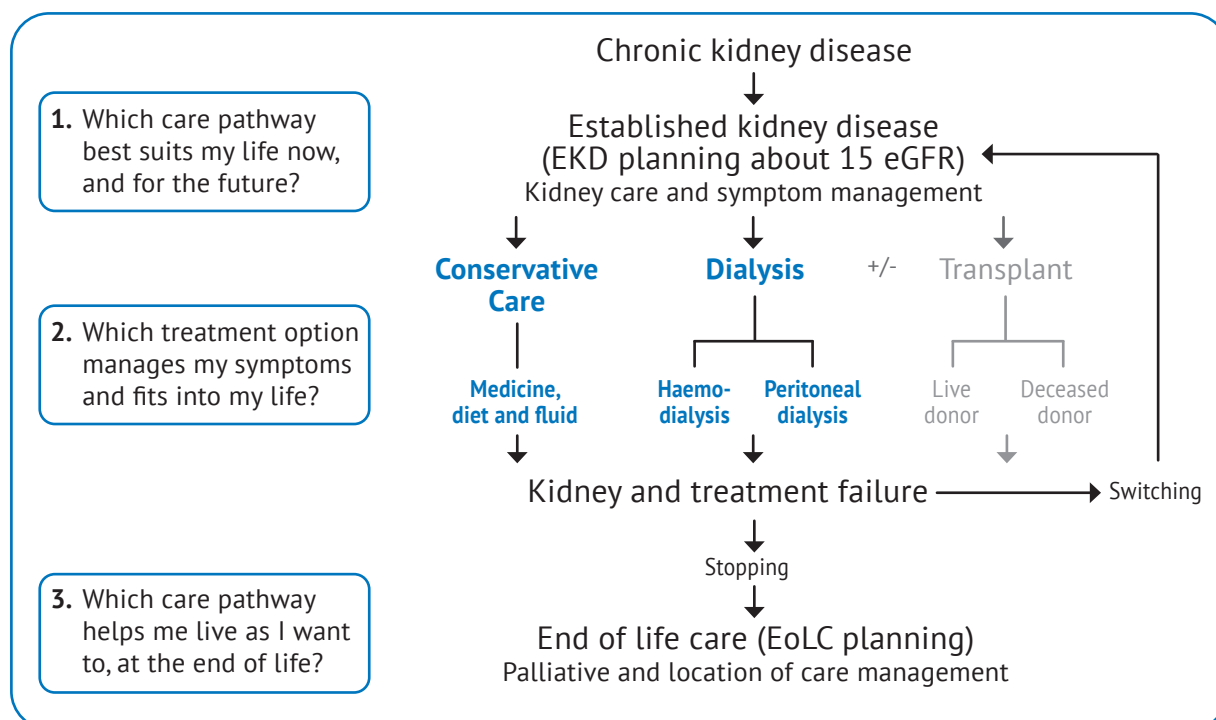 Chronic kidney disease
1. Which care pathway
best suits my life now,
and for the future?
Established kidney disease
(EKD planning about 15 eGFR)
Kidney care and symptom management
Conservative
Care
Dialysis
+/-
Transplant
2. Which treatment option
manages my symptoms
and fits into my life?
Medicine,
diet and fluid
Haemo-
dialysis
Peritoneal
dialysis
Live
donor
Deceased
donor
Kidney and treatment failure
Switching
Stopping
3. Which care pathway
helps me live as I want
to, at the end of life?
End of life care (EoLC planning)
Palliative and location of care management